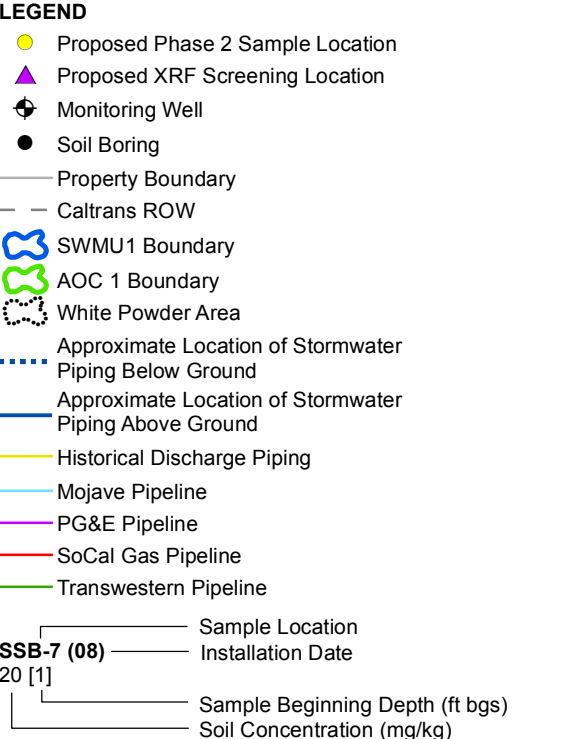 LEGEND
Proposed Phase 2 Sample Location
Proposed XRF Screening Location
Monitoring Well
Soil Boring
Property Boundary
Caltrans ROW
SWMU1 Boundary
AOC 1 Boundary
White Powder Area
Approximate Location of Stormwater
Piping Below Ground
Approximate Location of Stormwater
Piping Above Ground
Historical Discharge Piping
Mojave Pipeline
PG&E Pipeline
SoCal Gas Pipeline
Transwestern Pipeline
Sample Location
SSB-7 (08) Installation Date
20 [1]
Sample Beginning Depth (ft bgs)
Soil Concentration (mg/kg)